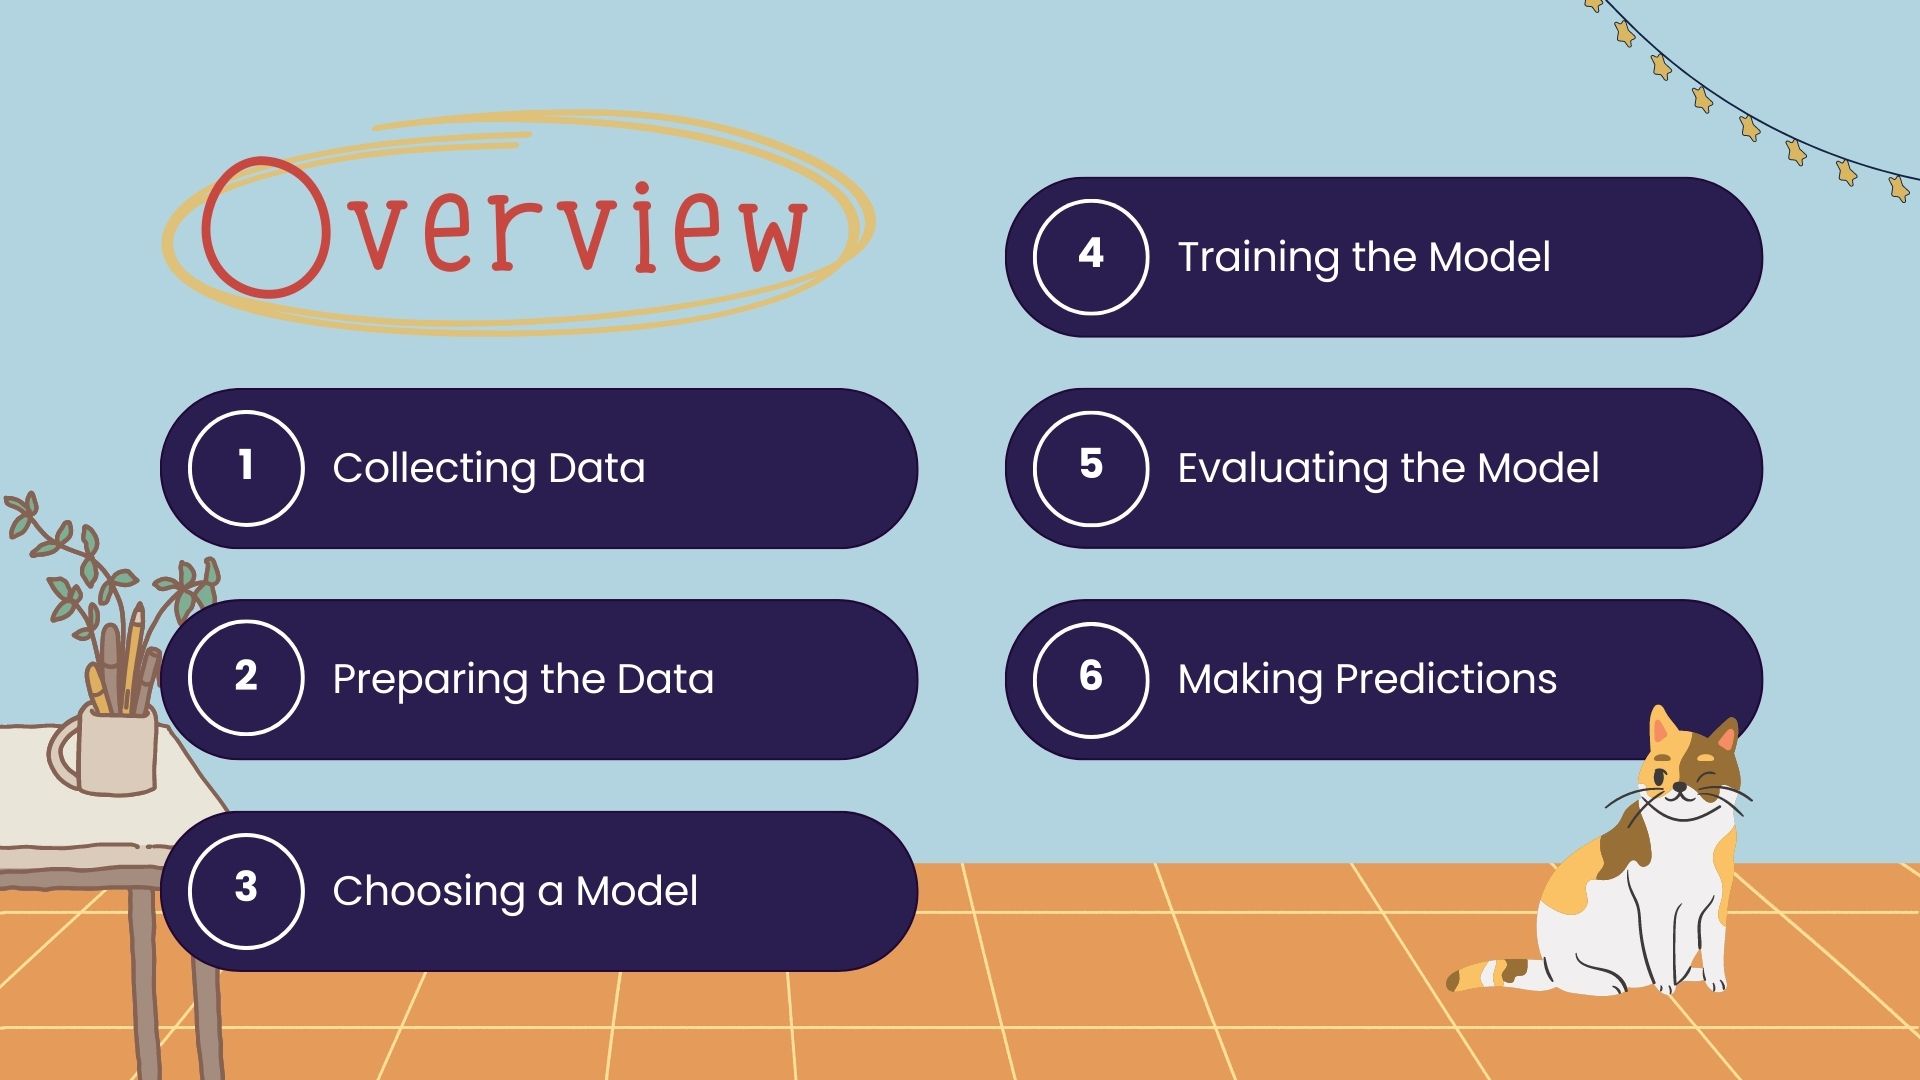 Overview
1
Collecting Data
2
Preparing the Data
3
Choosing a Model
4
Training the Model
5
Evaluating the Model
6
Making Predictions